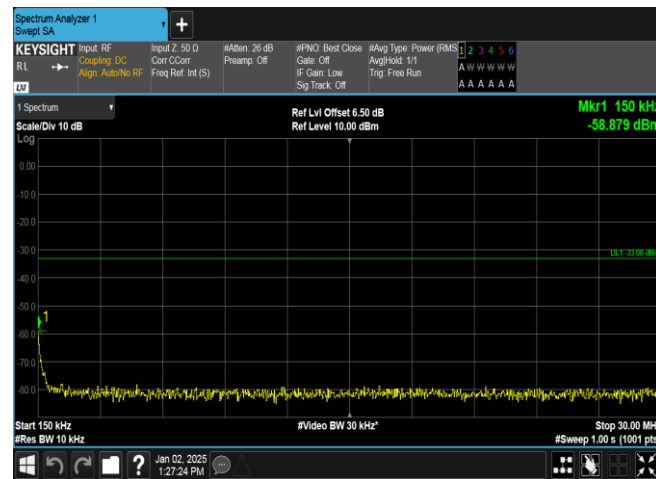 Spectrum Analyzer 1
Swept SA
+
KEYSIGHT
RL
LXI
Input: RF
Coupling: DC
Align: Auto/No RF
Input Z: 50 Ω
Corr CCorr
Freq Ref: Int (S)
#Atten: 26 dB
Preamp: Off
#PNO: Best Close
Gate: Off
IF Gain: Low
Sig Track: Off
#Avg Type: Power (RMS
Avg|Hold: 1/1
Trig: Free Run
1 2 3 4 5 6
A W W W W W
A A A A A A
1 Spectrum
Scale/Div 10 dB
Log
Ref Lvl Offset 6.50 dB
Ref Level 10.00 dBm
Mkr1 150 kHz
-58.879 dBm
0.00
-10.0
-20.0
-30.0
DL1 -33.00 dBm
-40.0
-50.0
1
-60.0
-70.0
-80.0
Start 150 kHz
#Res BW 10 kHz
#Video BW 30 kHz*
Stop 30.00 MH
#Sweep 1.00 s (1001 pts
?
Jan 02, 2025
1:27:24 PM